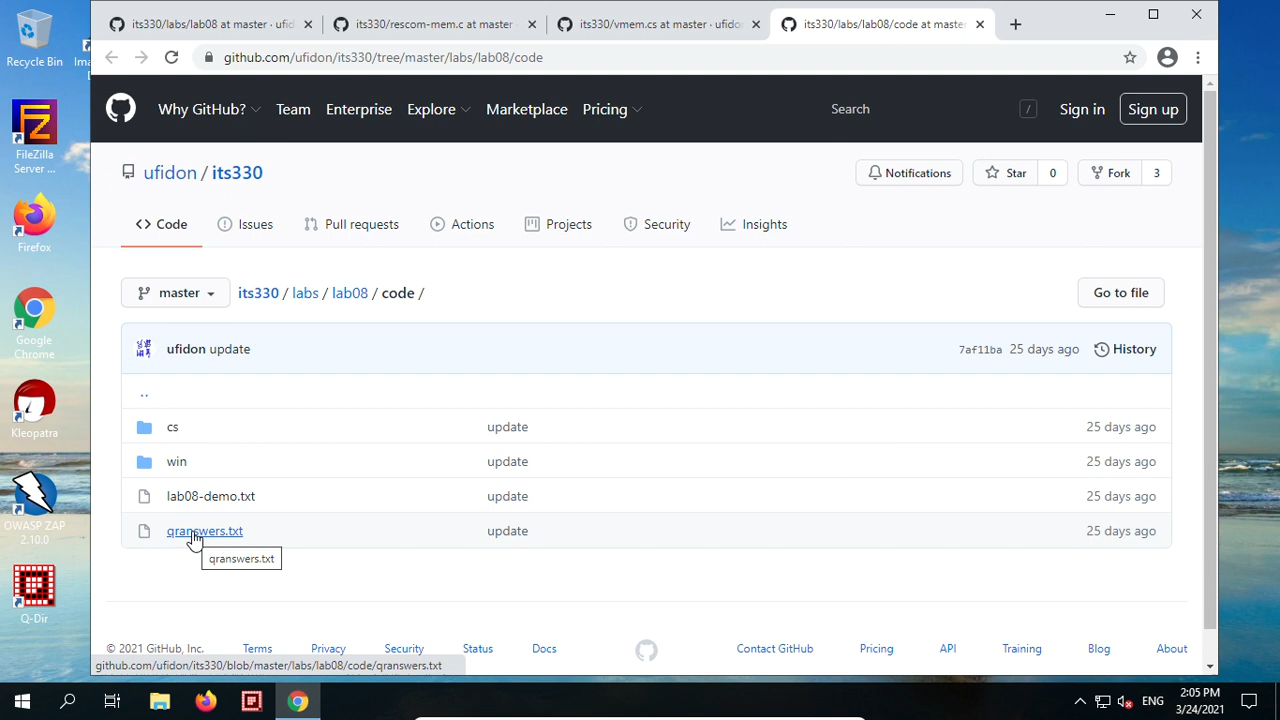 its330/labs/lab08 at master · ufid
its330/rescom-mem.c at master
its330/vmem.cs at master · ufido
its330/labs/lab08/code at master
github.com/ufidon/its330/tree/master/labs/lab08/code
Why GitHub?
Team
Enterprise
Explore
Marketplace
Pricing
Search
/
Sign in
Sign up
ufidon / its330
Notifications
Star
0
Fork
3
Code
Issues
Pull requests
Actions
Projects
Security
Insights
master
its330 / labs / lab08 / code /
Go to file
ufidon update
7af11ba
25 days ago
History
..
cs
update
25 days ago
win
update
25 days ago
lab08-demo.txt
update
25 days ago
qranswers.txt
update
25 days ago
qranswers.txt
© 2021 GitHub, Inc.
Terms
Privacy
Security
Status
Docs
Contact GitHub
Pricing
API
Training
Blog
About
github.com/ufidon/its330/blob/master/labs/lab08/code/qranswers.txt
Recycle Bin
Ima
FileZilla
Server ...
Firefox
Google
Chrome
Kleopatra
OWASP ZAP
2.10.0
Q-Dir
ENG
2:05 PM
3/24/2021